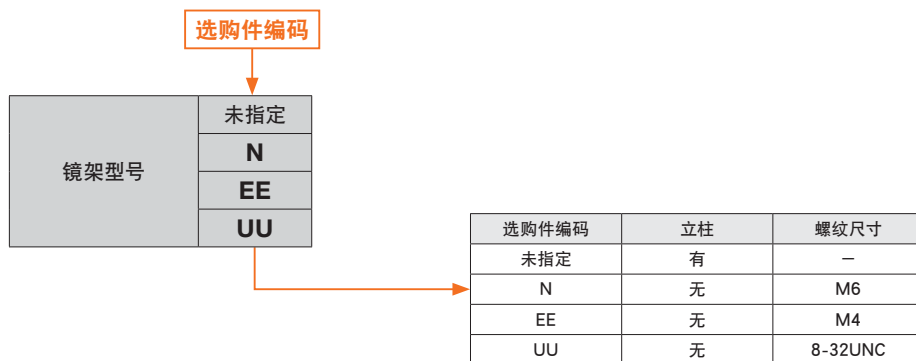 选购件编码
镜架型号
未指定
N
EE
UU
选购件编码 立柱 螺纹尺寸
未指定 有 －
N 无 M6
EE 无 M4
UU 无 8-32UNC